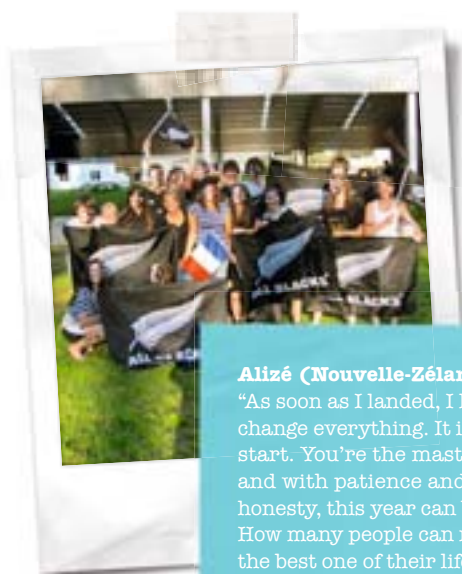 ALL BLACKS
BLACKS
ALL
Alizé (Nouvelle-Zélan
“As soon as I landed, I
change everything. It i
start. You’re the mast
and with patience and
honesty, this year can
How many people can
the best one of their life